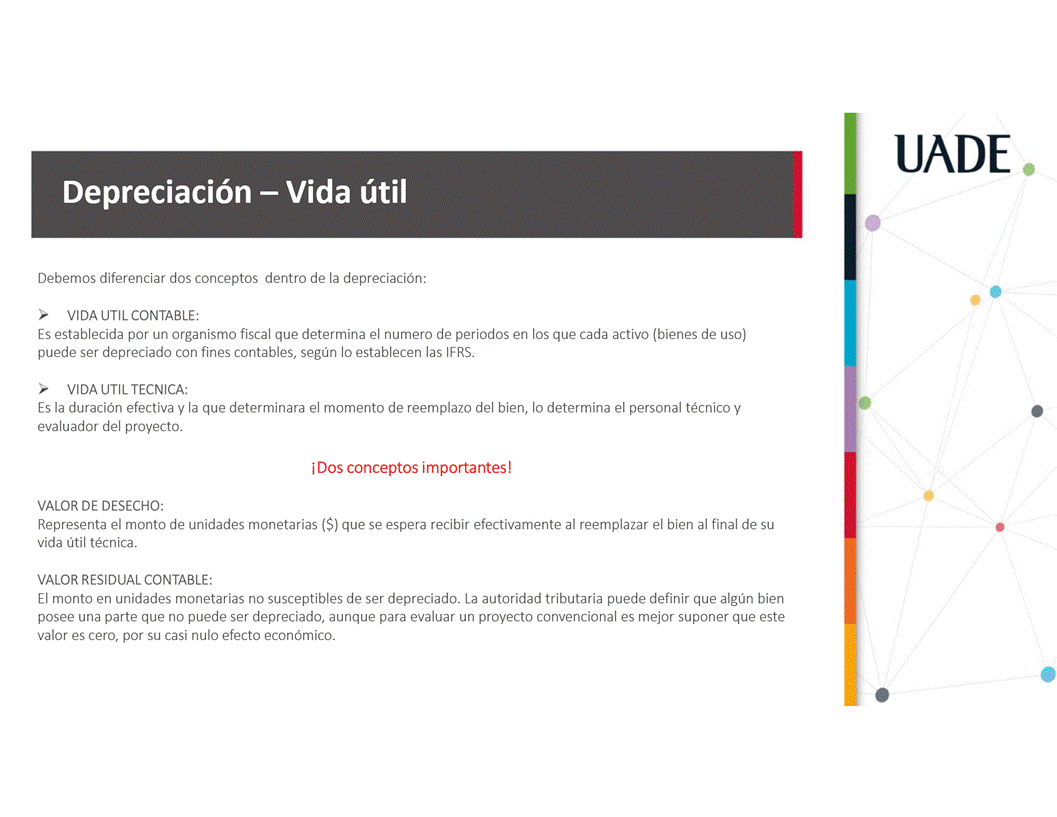 UADE
Depreciación – Vida útil
Debemos diferenciar dos conceptos dentro de la depreciación:
➢ VIDA UTIL CONTABLE:
Es establecida por un organismo fiscal que determina el numero de periodos en los que cada activo (bienes de uso)
puede ser depreciado con fines contables, según lo establecen las IFRS.
➢ VIDA UTIL TECNICA:
Es la duración efectiva y la que determinara el momento de reemplazo del bien, lo determina el personal técnico y
evaluador del proyecto.
¡Dos conceptos importantes!
VALOR DE DESECHO:
Representa el monto de unidades monetarias ($) que se espera recibir efectivamente al reemplazar el bien al final de su
vida útil técnica.
VALOR RESIDUAL CONTABLE:
El monto en unidades monetarias no susceptibles de ser depreciado. La autoridad tributaria puede definir que algún bien
posee una parte que no puede ser depreciado, aunque para evaluar un proyecto convencional es mejor suponer que este
valor es cero, por su casi nulo efecto económico.